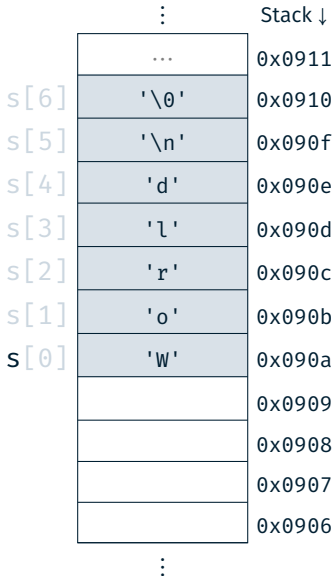 ⋮ Stack ↓
... 0x0911
s[6] '\0' 0x0910
s[5] '\n' 0x090f
s[4] 'd' 0x090e
s[3] 'l' 0x090d
s[2] 'r' 0x090c
s[1] 'o' 0x090b
s[0] 'W' 0x090a
0x0909
0x0908
0x0907
0x0906
⋮